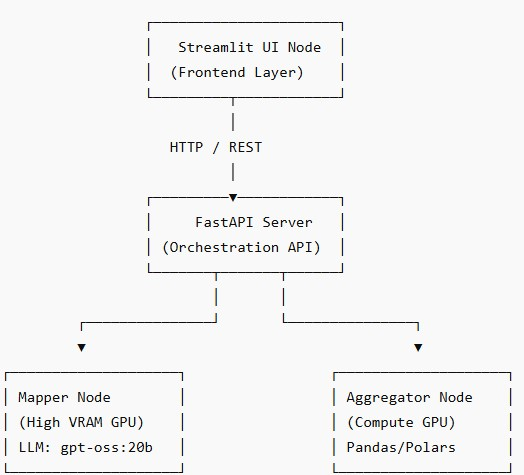 Streamlit UI Node
(Frontend Layer)
HTTP / REST
FastAPI Server
(Orchestration API)
Mapper Node
(High VRAM GPU)
LLM: gpt-oss:20b
Aggregator Node
(Compute GPU)
Pandas/Polars